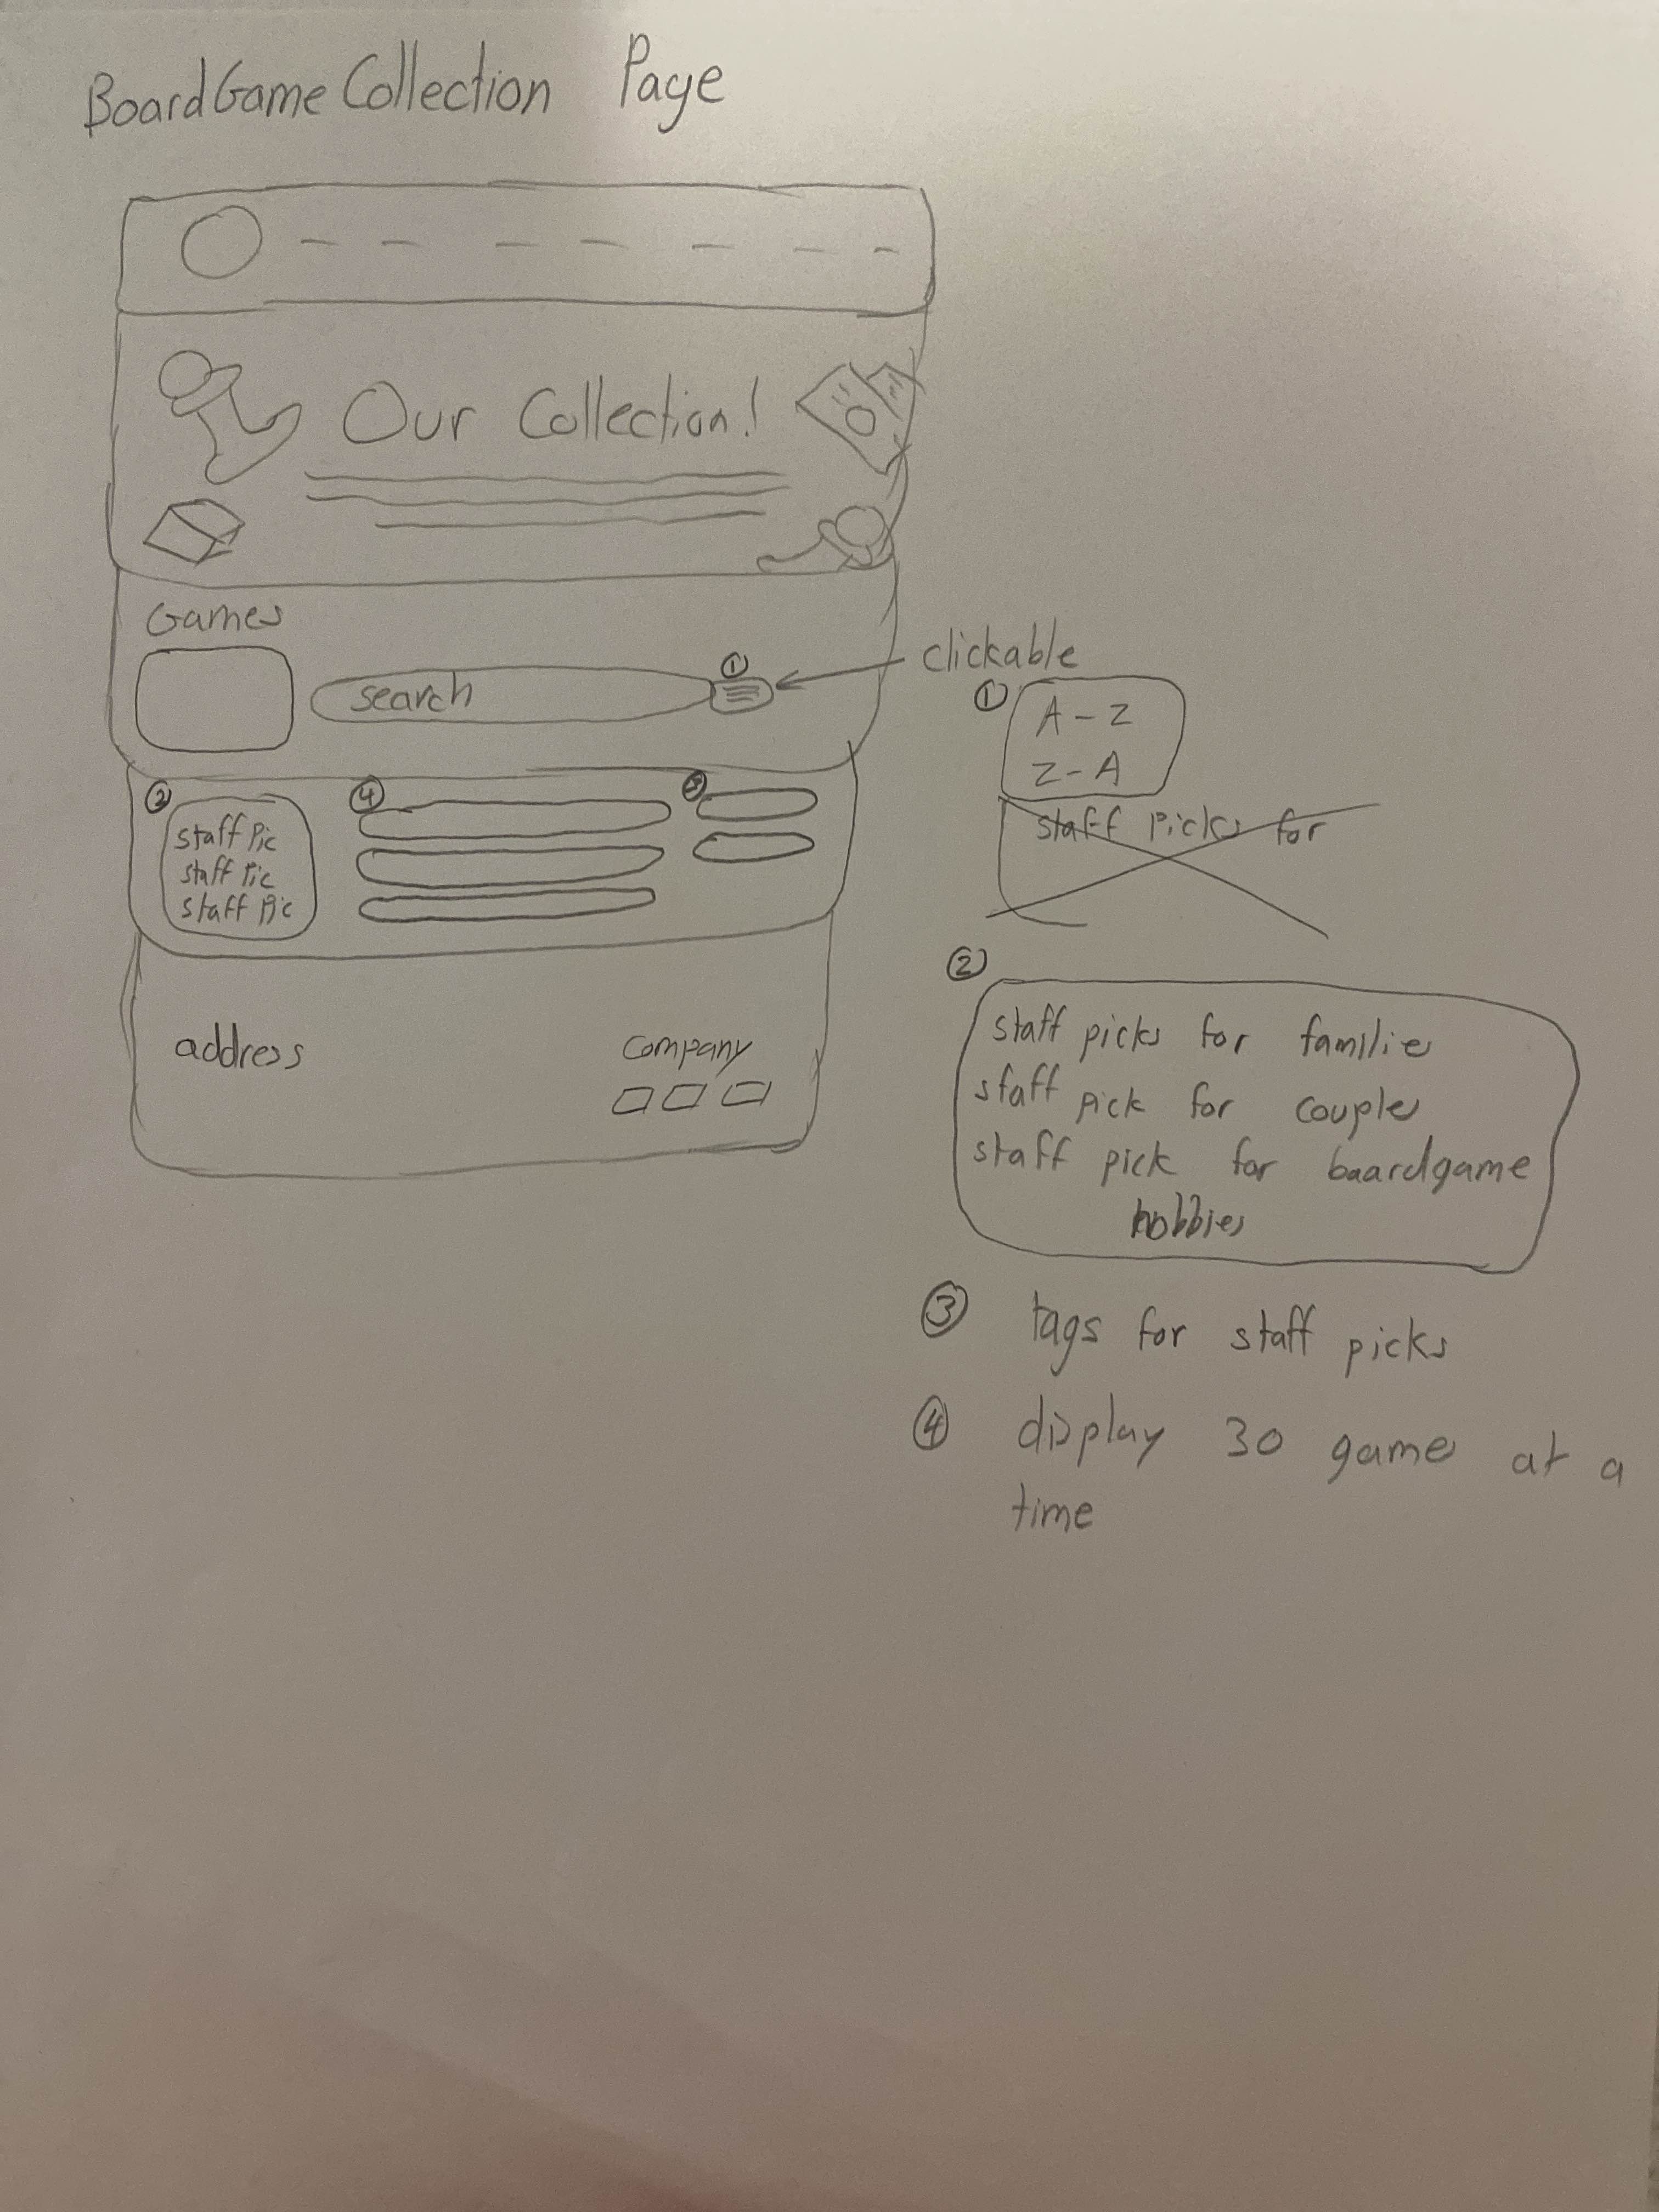 BoardGame Collection Page
Our Collection!
Games
search
①
clickable
① A-Z
Z-A
staff Picks for
②
staff Pic
staff Pic
staff Pic
④
③
②
staff picks for familie
staff pick for couple
staff pick for boardgame
hobbies
address
company
③ tags for staff picks
④ display 30 game at a
time